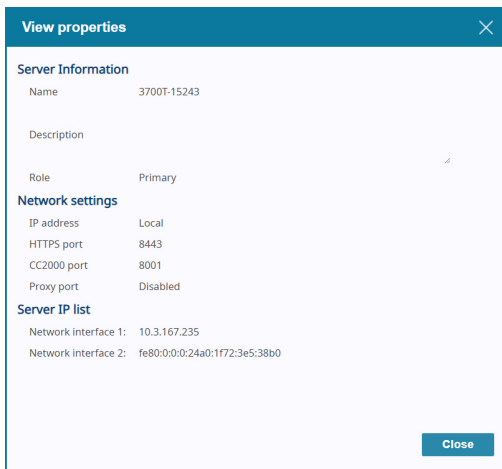 View properties
Server Information
Name 3700T-15243
Description
Role Primary
Network settings
IP address Local
HTTPS port 8443
CC2000 port 8001
Proxy port Disabled
Server IP list
Network interface 1: 10.3.167.235
Network interface 2: fe80:0:0:0:24a0:1f72:3e5:38b0
Close